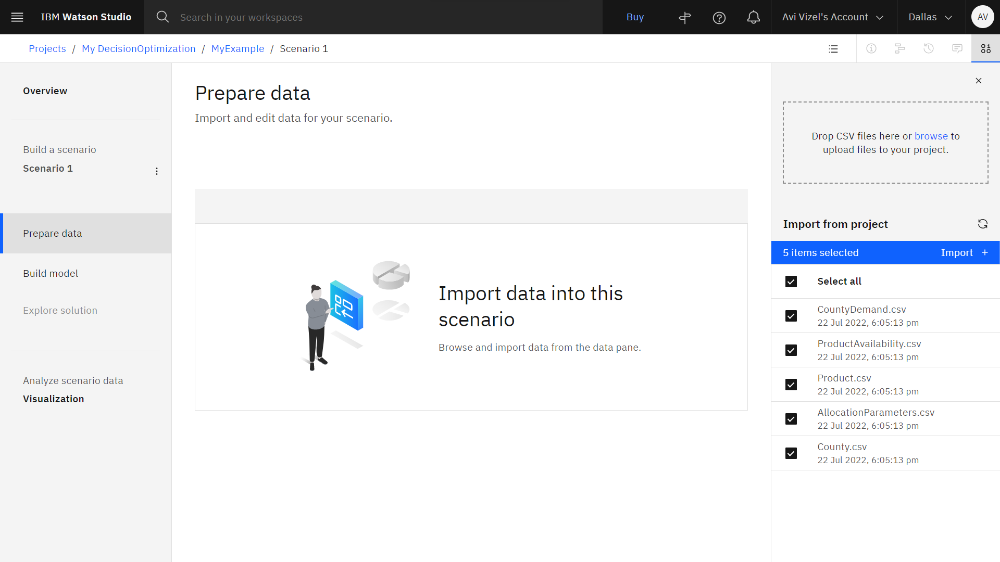 IBM Watson Studio
Search in your workspaces
Buy
Avi Vizel's Account
Dallas
AV
Projects / My DecisionOptimization / MyExample / Scenario 1
Overview
Build a scenario
Scenario 1
Prepare data
Build model
Explore solution
Analyze scenario data
Visualization
Prepare data
Import and edit data for your scenario.
Import data into this
scenario
Browse and import data from the data pane.
Drop CSV files here or browse to
upload files to your project.
Import from project
5 items selected
Import +
Select all
CountyDemand.csv
22 Jul 2022, 6:05:13 pm
ProductAvailability.csv
22 Jul 2022, 6:05:13 pm
Product.csv
22 Jul 2022, 6:05:13 pm
AllocationParameters.csv
22 Jul 2022, 6:05:13 pm
County.csv
22 Jul 2022, 6:05:13 pm